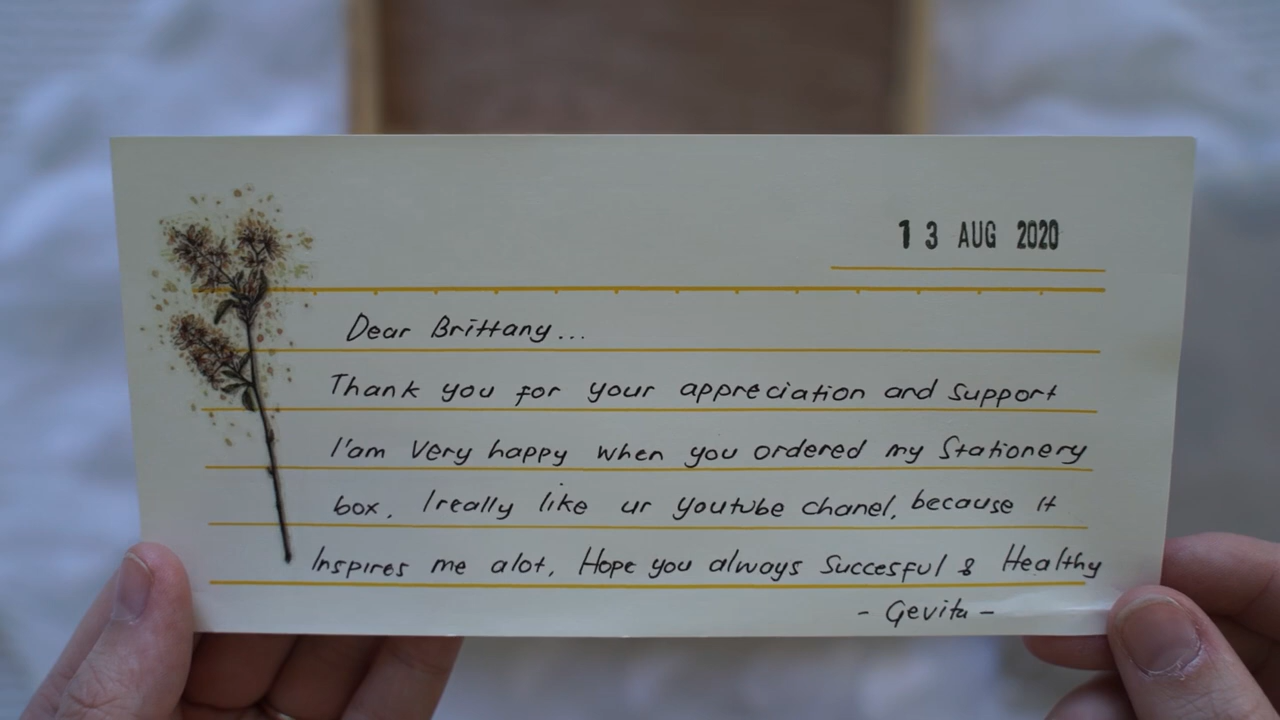 13 AUG 2020
Dear Brittany...
Thank you for your appreciation and support
I'am very happy when you ordered my Stationery
box. I really like ur youtube chanel, because it
Inspires me alot. Hope you always Succesful & Healthy
- Gevita -